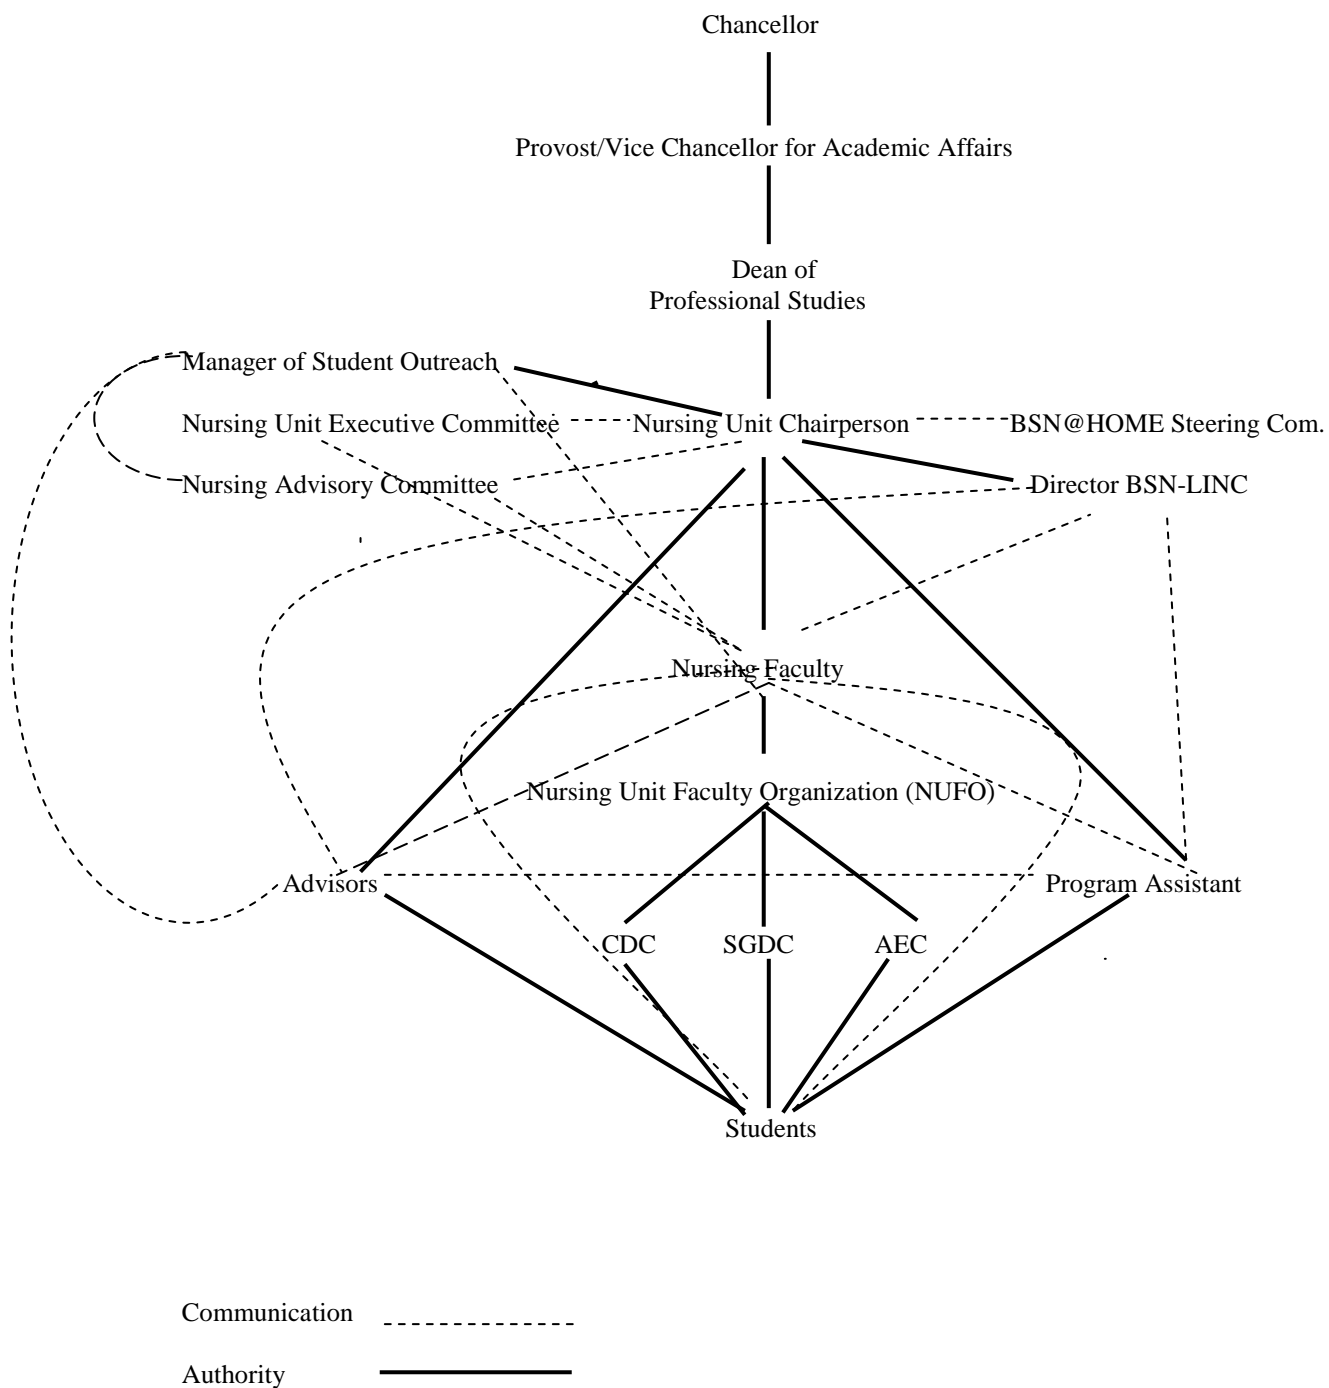 Chancellor
Provost/Vice Chancellor for Academic Affairs
Dean of
Professional Studies
Manager of Student Outreach
Nursing Unit Executive Committee
Nursing Unit Chairperson
BSN@HOME Steering Com.
Nursing Advisory Committee
Director BSN-LINC
Nursing Faculty
Nursing Unit Faculty Organization (NUFO)
Advisors
Program Assistant
CDC
SGDC
AEC
Students
Communication
Authority